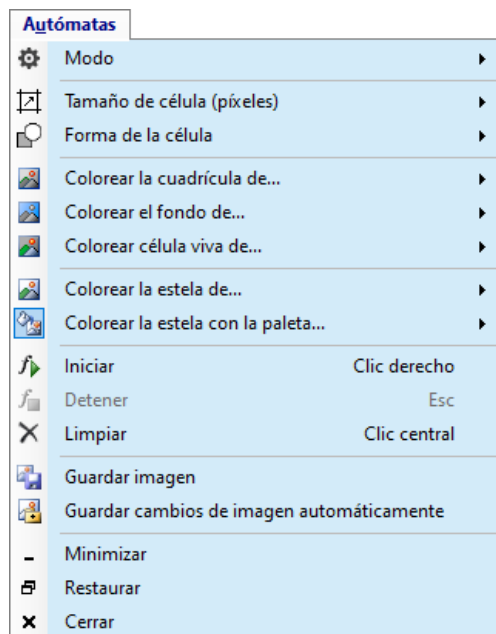 Autómatas
Modo
Tamaño de célula (píxeles)
Forma de la célula
Colorear la cuadrícula de...
Colorear el fondo de...
Colorear célula viva de...
Colorear la estela de...
Colorear la estela con la paleta...
Iniciar Clic derecho
Detener Esc
Limpiar Clic central
Guardar imagen
Guardar cambios de imagen automáticamente
Minimizar
Restaurar
Cerrar